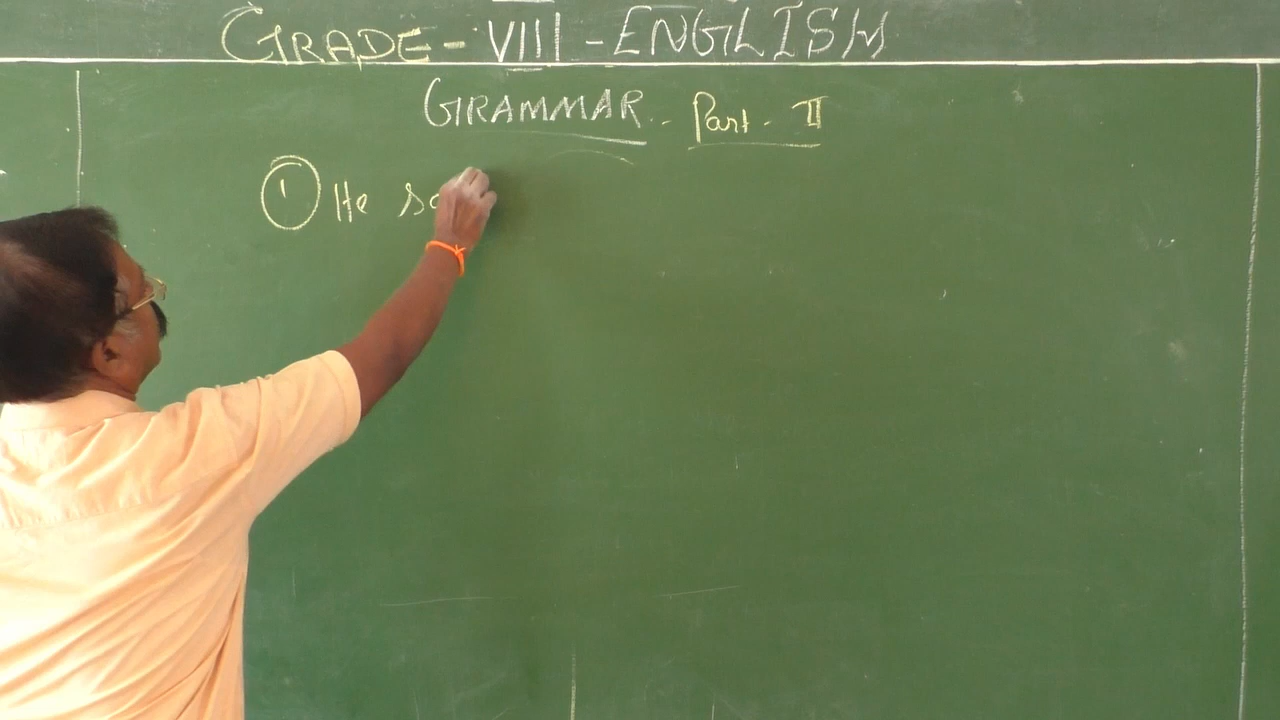 GRADE - VIII - ENGLISH
GRAMMAR - Part - II
① He